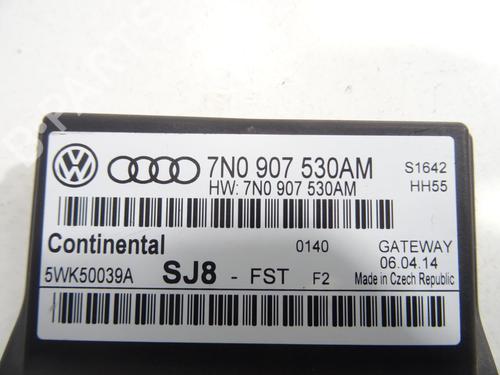 7N0 907 530AM
HW: 7N0 907 530AM
S1642
HH55
Continental
0140
GATEWAY
5WK50039A
SJ8 - FST F2
06.04.14
Made in Czech Republic